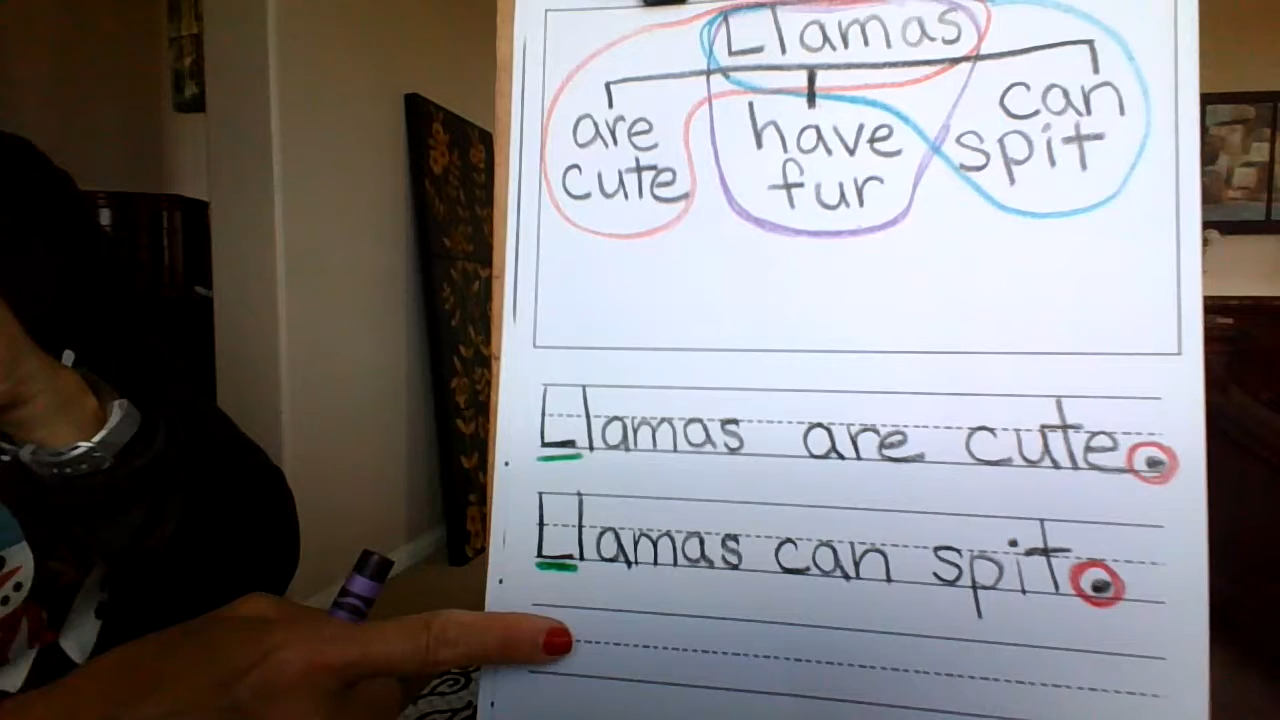 Llamas
are have can
cute fur spit
Llamas are cute.
Llamas can spit.